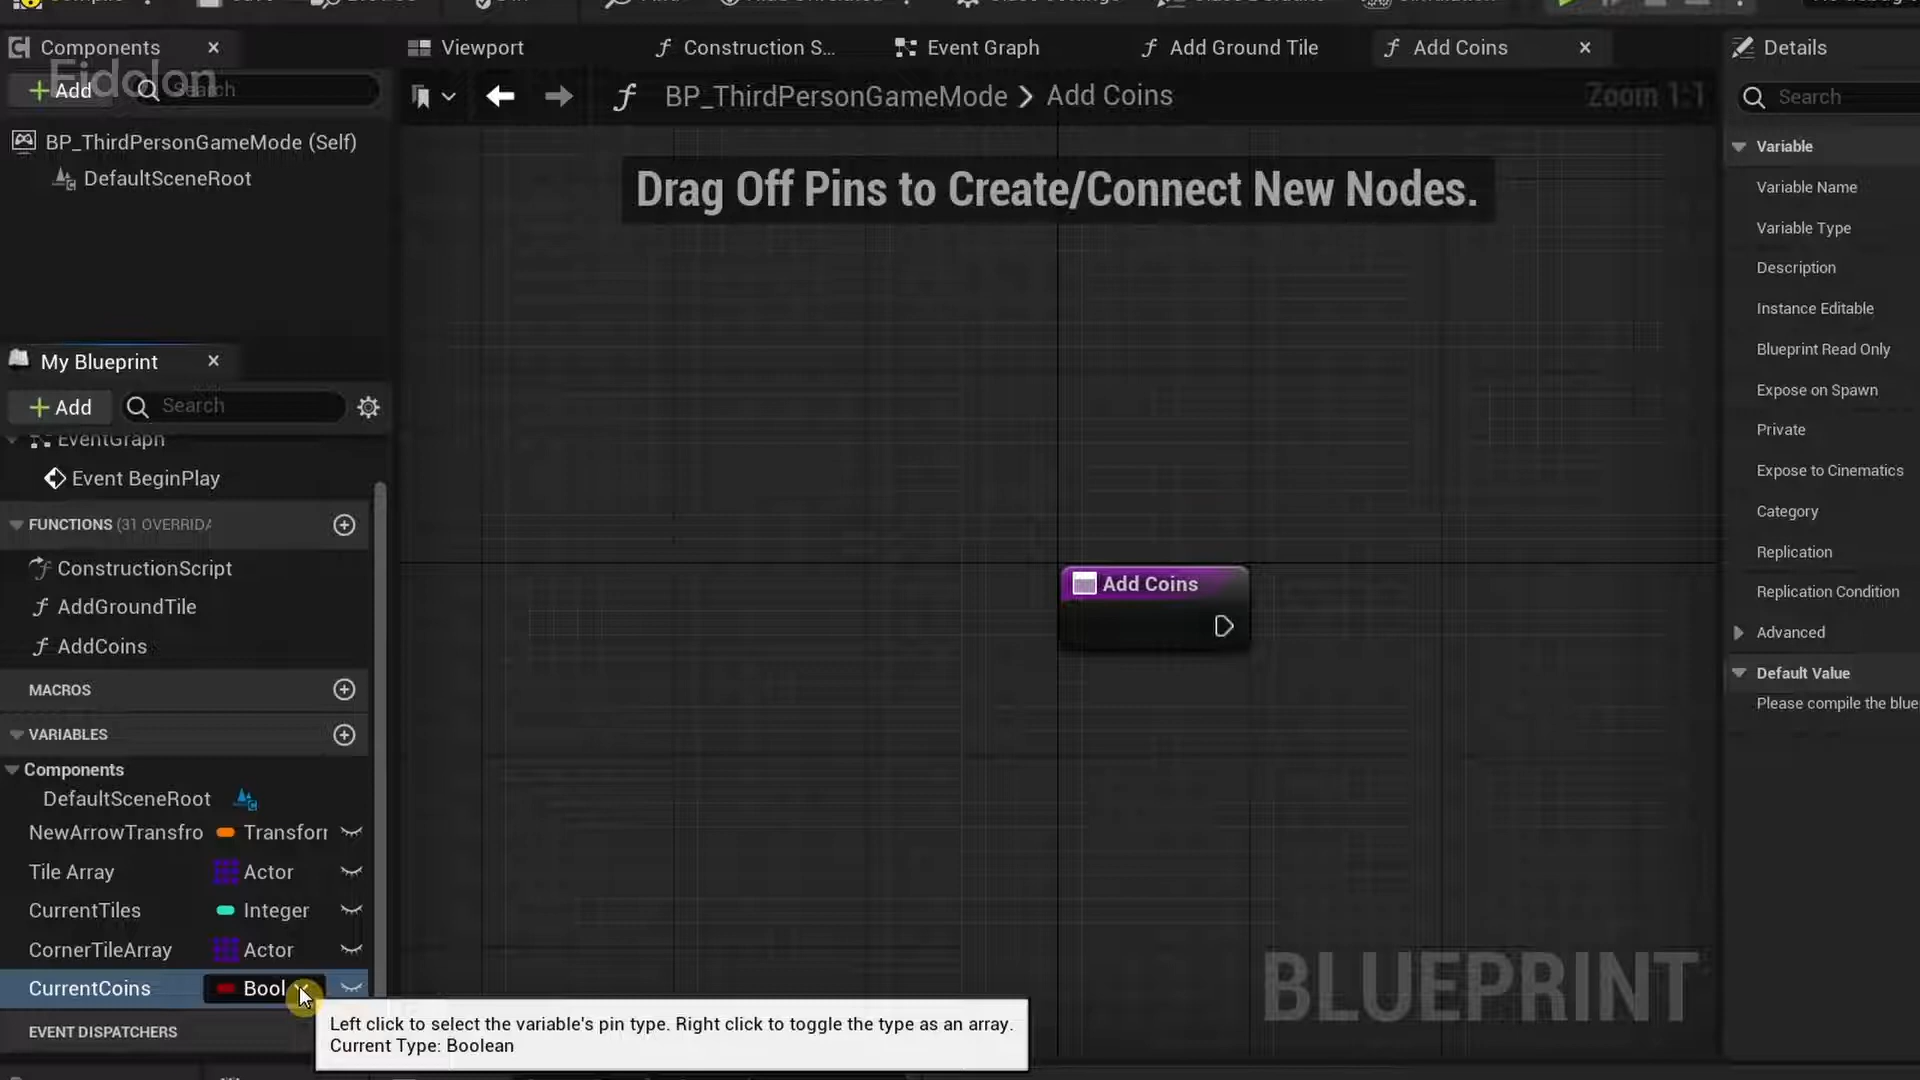 Components
Viewport
Construction S...
Event Graph
Add Ground Tile
Add Coins
Details
Eidolon
Add
Search
BP_ThirdPersonGameMode > Add Coins
Zoom 1:1
Search
BP_ThirdPersonGameMode (Self)
DefaultSceneRoot
Drag Off Pins to Create/Connect New Nodes.
Variable
Variable Name
Variable Type
Description
Instance Editable
Blueprint Read Only
Expose on Spawn
Private
Expose to Cinematics
Category
Replication
Replication Condition
Advanced
Default Value
Please compile the blue
My Blueprint
Add
Search
EventGraph
Event BeginPlay
FUNCTIONS (31 OVERRIDA
ConstructionScript
AddGroundTile
AddCoins
MACROS
VARIABLES
Components
DefaultSceneRoot
NewArrowTransfro Transforr
Tile Array Actor
CurrentTiles Integer
CornerTileArray Actor
CurrentCoins Bool
EVENT DISPATCHERS
Add Coins
Left click to select the variable's pin type. Right click to toggle the type as an array.
Current Type: Boolean
BLUEPRINT